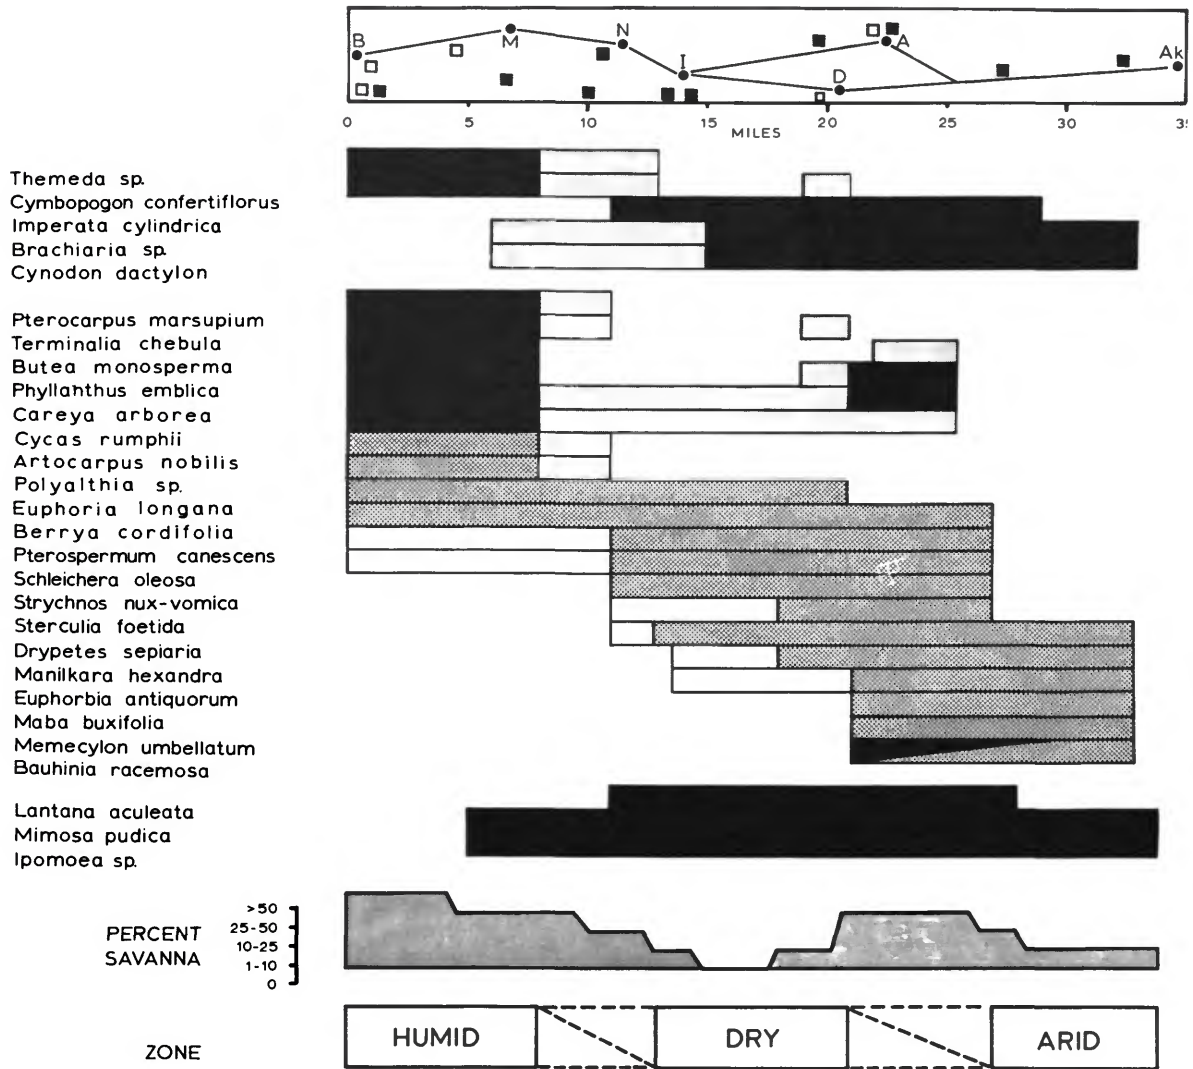 B
M
N
I
A
D
Ak
0 5 10 15 20 25 30 35
MILES
Themeda sp.
Cymbopogon confertiflorus
Imperata cylindrica
Brachiaria sp.
Cynodon dactylon
Pterocarpus marsupium
Terminalia chebula
Butea monosperma
Phyllanthus emblica
Careya arborea
Cycas rumphii
Artocarpus nobilis
Polyalthia sp.
Euphoria longana
Berrya cordifolia
Pterospermum canescens
Schleichera oleosa
Strychnos nux-vomica
Sterculia foetida
Drypetes sepiaria
Manilkara hexandra
Euphorbia antiquorum
Maba buxifolia
Memecylon umbellatum
Bauhinia racemosa
Lantana aculeata
Mimosa pudica
Ipomoea sp.
PERCENT
SAVANNA
>50
25-50
10-25
1-10
0
ZONE
HUMID
DRY
ARID